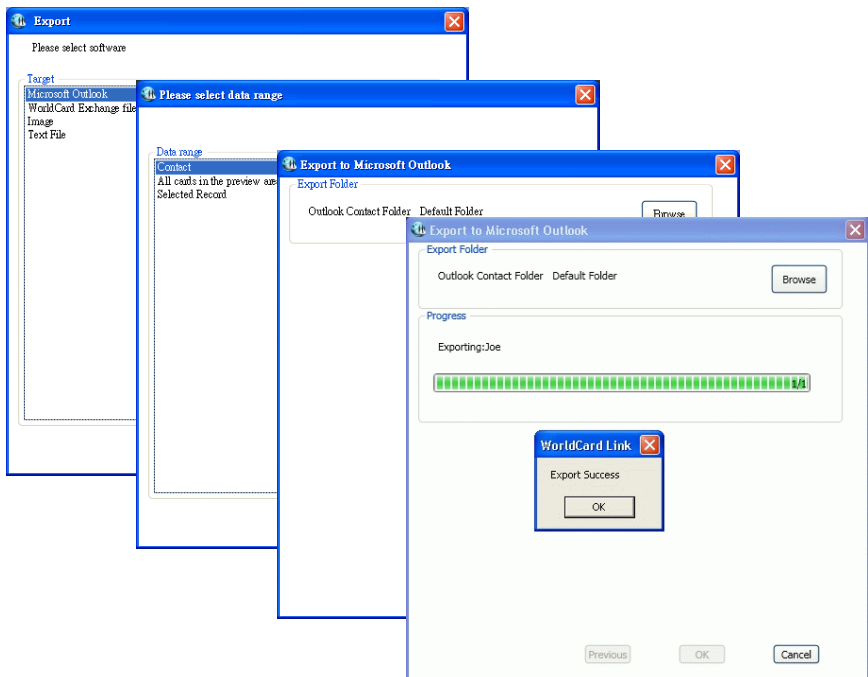 Export
Please select software
Target
Microsoft Outlook
WorldCard Exchange file
Image
Text File
Please select data range
Data range
Contact
All cards in the preview
Selected Record
Export to Microsoft Outlook
Export Folder
Outlook Contact Folder Default Folder
Browse
Export to Microsoft Outlook
Export Folder
Outlook Contact Folder Default Folder
Browse
Progress
Exporting:Joe
1/1
WorldCard Link
Export Success
OK
Previous
OK
Cancel